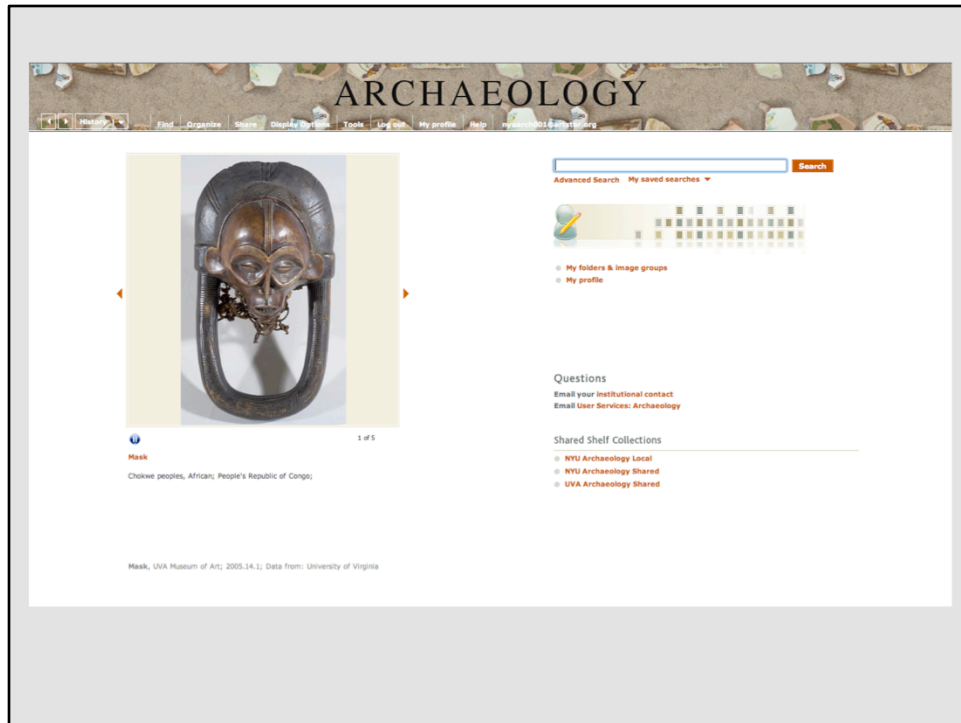 ARCHAEOLOGY
History
Find Organize Share Display Options Tools Log out My profile Help
Search
Advanced Search My saved searches
My folders & image groups
My profile
1 of 5
Mask
Chokwe peoples, African; People's Republic of Congo;
Questions
Email your institutional contact
Email User Services: Archaeology
Shared Shelf Collections
NYU Archaeology Local
NYU Archaeology Shared
UVA Archaeology Shared
Mask, UVA Museum of Art; 2005.14.1; Data from: University of Virginia